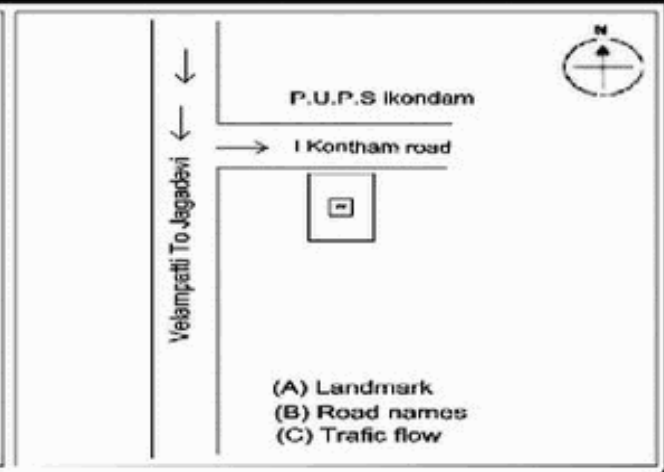 N
P.U.P.S ikondam
I Kontham road
Velampatti To Jagadevi
(A) Landmark
(B) Road names
(C) Trafic flow